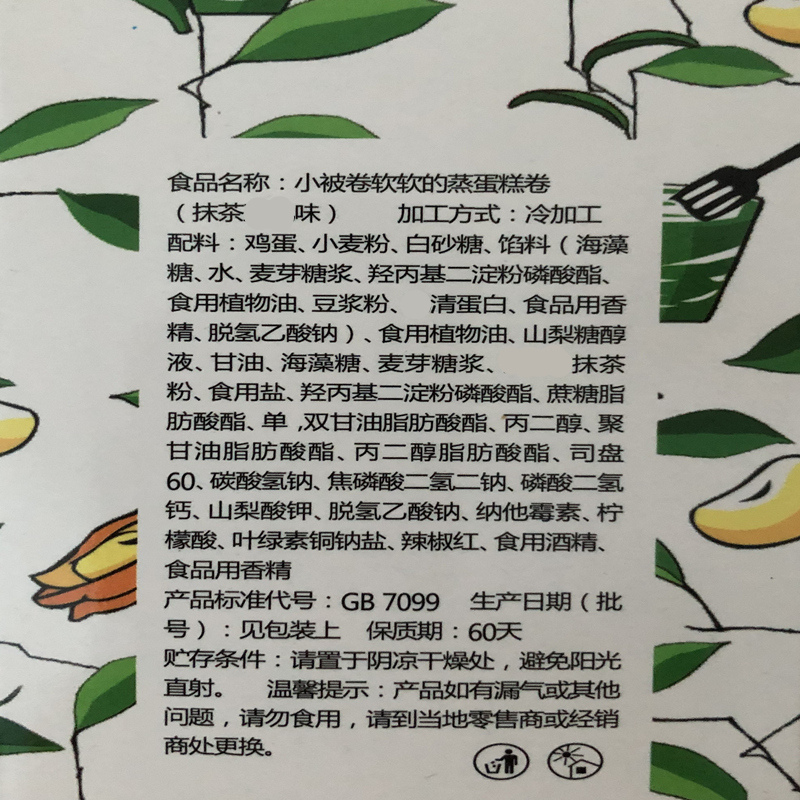 食品名称：小被卷软软的蒸蛋糕卷
（抹茶 味） 加工方式：冷加工
配料：鸡蛋、小麦粉、白砂糖、馅料（海藻
糖、水、麦芽糖浆、羟丙基二淀粉磷酸酯、
食用植物油、豆浆粉、 清蛋白、食品用香
精、脱氢乙酸钠）、食用植物油、山梨糖醇
液、甘油、海藻糖、麦芽糖浆、 抹茶
粉、食用盐、羟丙基二淀粉磷酸酯、蔗糖脂
肪酸酯、单 ,双甘油脂肪酸酯、丙二醇、聚
甘油脂肪酸酯、丙二醇脂肪酸酯、司盘
60、碳酸氢钠、焦磷酸二氢二钠、磷酸二氢
钙、山梨酸钾、脱氢乙酸钠、纳他霉素、柠
檬酸、叶绿素铜钠盐、辣椒红、食用酒精、
食品用香精
产品标准代号：GB 7099 生产日期（批
号）：见包装上 保质期：60天
贮存条件：请置于阴凉干燥处，避免阳光
直射。 温馨提示：产品如有漏气或其他
问题，请勿食用，请到当地零售商或经销
商处更换。